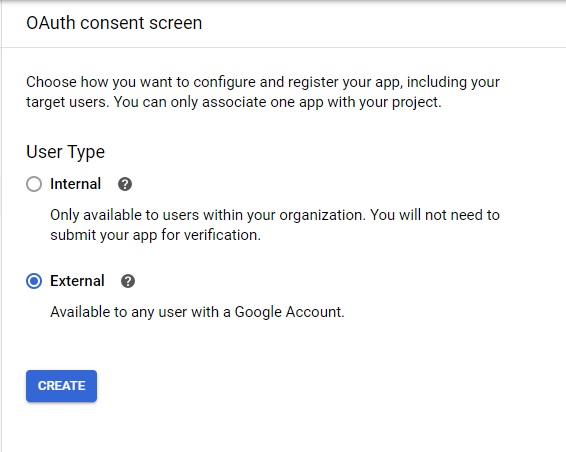 OAuth consent screen
Choose how you want to configure and register your app, including your
target users. You can only associate one app with your project.
User Type
Internal ?
Only available to users within your organization. You will not need to
submit your app for verification.
External ?
Available to any user with a Google Account.
CREATE